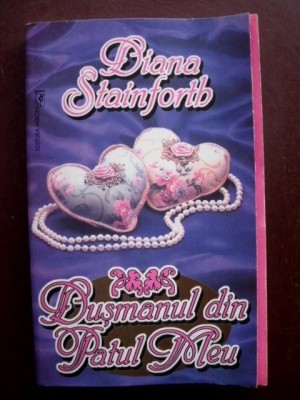 Diana
Stainforth
Dușmanul din
Patul Meu